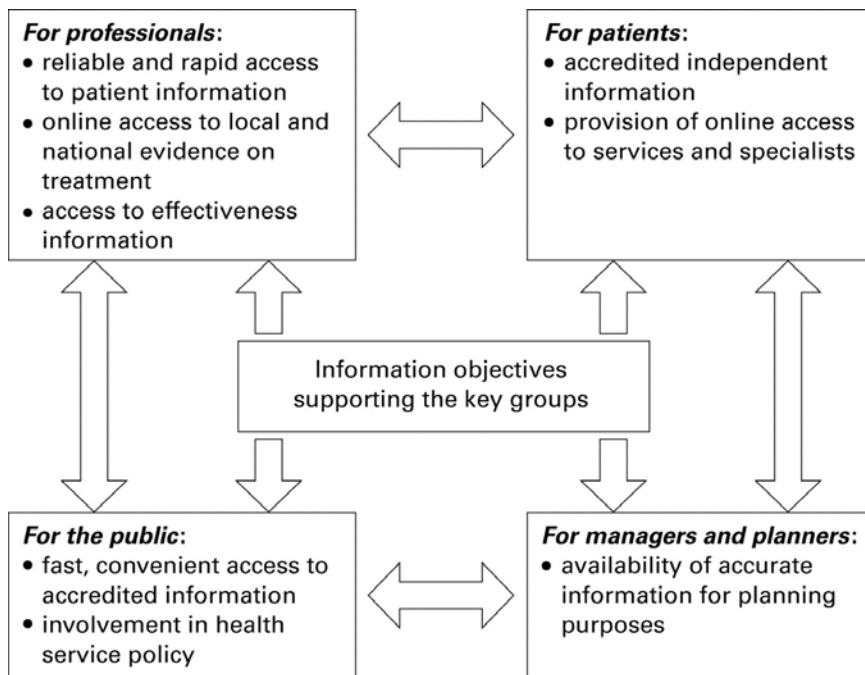 For professionals:
• reliable and rapid access
to patient information
• online access to local and
national evidence on
treatment
• access to effectiveness
information
For patients:
• accredited independent
information
• provision of online access
to services and specialists
Information objectives
supporting the key groups
For the public:
• fast, convenient access to
accredited information
• involvement in health
service policy
For managers and planners:
• availability of accurate
information for planning
purposes